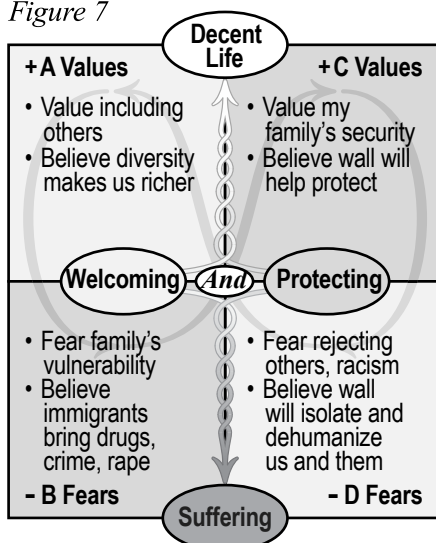 Figure 7
Decent
Life
+A Values
• Value including
others
• Believe diversity
makes us richer
+C Values
• Value my
family's security
• Believe wall will
help protect
Welcoming
And
Protecting
• Fear family's
vulnerability
• Believe
immigrants
bring drugs,
crime, rape
– B Fears
• Fear rejecting
others, racism
• Believe wall
will isolate and
dehumanize
us and them
– D Fears
Suffering